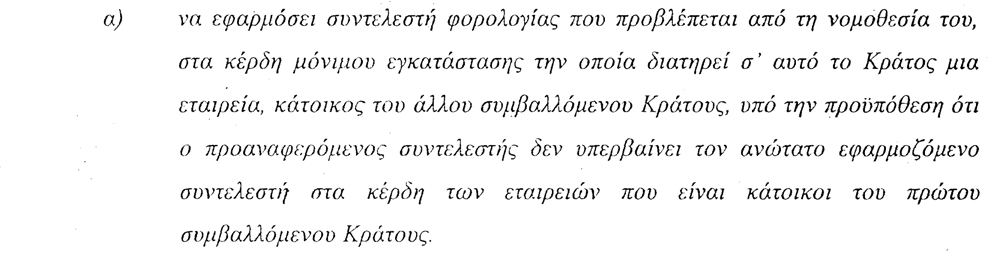 α) να εφαρμόσει συντελεστή φορολογίας που προβλέπεται από τη νομοθεσία του,
στα κέρδη μόνιμου εγκατάστασης την οποία διατηρεί σ' αυτό το Κράτος μια
εταιρεία, κάτοικος του άλλου συμβαλλόμενου Κράτους, υπό την προϋπόθεση ότι
ο προαναφερόμενος συντελεστής δεν υπερβαίνει τον ανώτατο εφαρμοζόμενο
συντελεστή στα κέρδη των εταιρειών που είναι κάτοικοι του πρώτου
συμβαλλόμενου Κράτους.